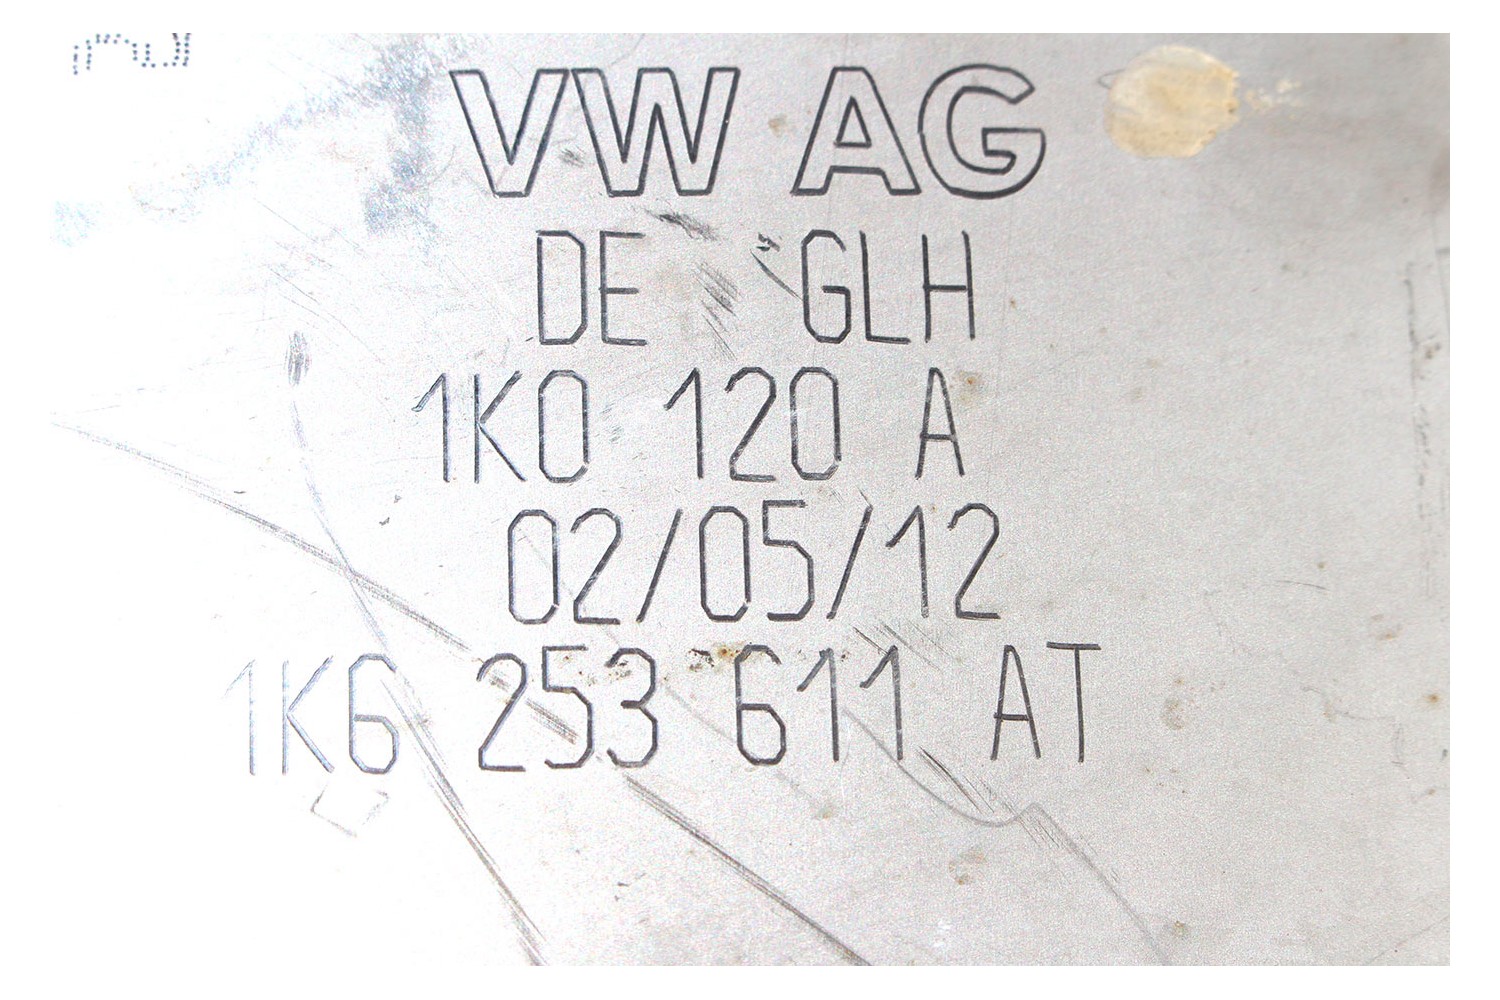 VW AG
DE GLH
1K0 120 A
02/05/12
1K6 253 611 AT